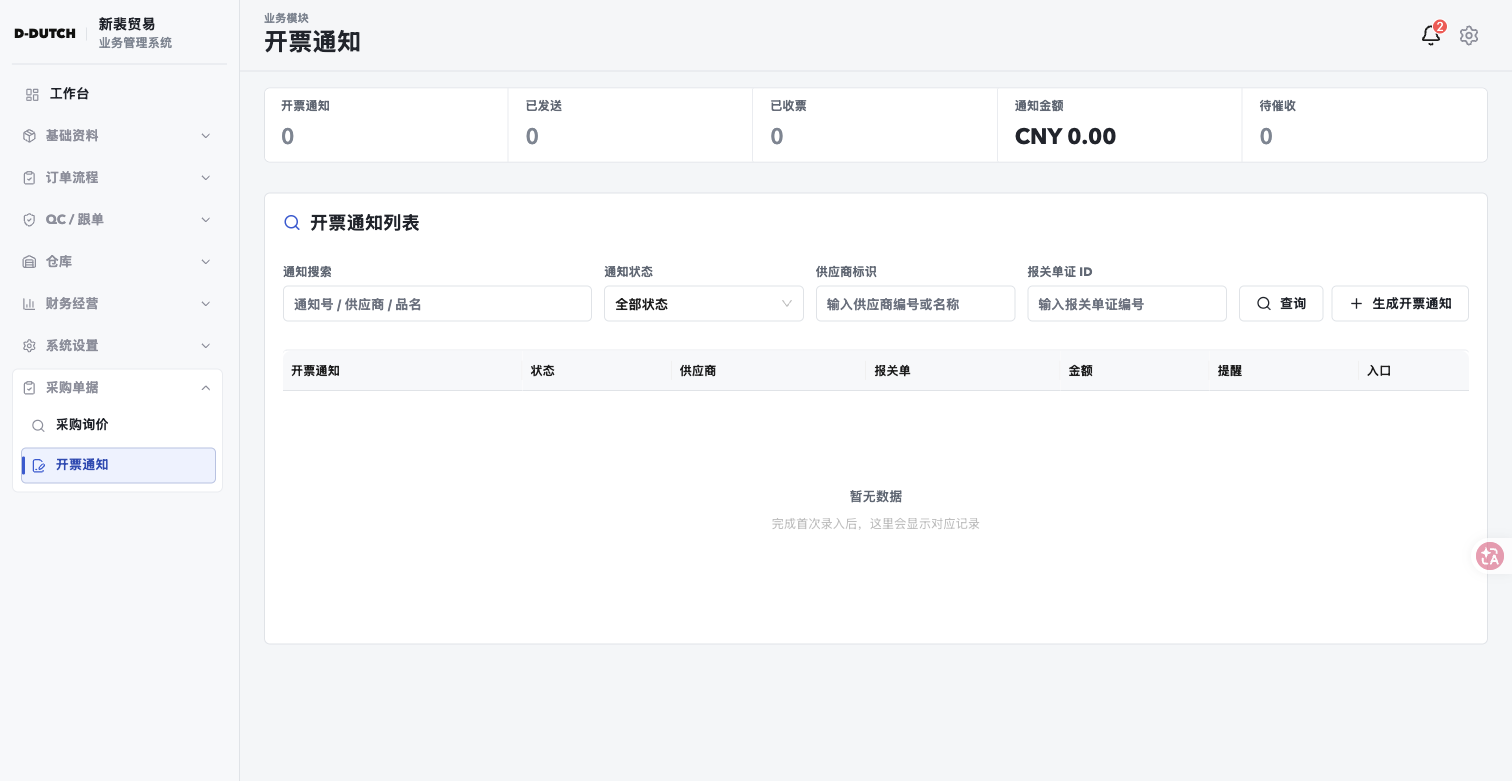 D-DUTCH
新装贸易
业务管理系统
工作台
基础资料
订单流程
QC / 跟单
仓库
财务经营
系统设置
采购单据
采购询价
开票通知
业务模块
开票通知
2
开票通知
0
已发送
0
已收票
0
通知金额
CNY 0.00
待催收
0
开票通知列表
通知搜索
通知号 / 供应商 / 品名
通知状态
全部状态
供应商标识
输入供应商编号或名称
报关单证 ID
输入报关单证编号
查询
生成开票通知
开票通知 状态 供应商 报关单 金额 提醒 入口
暂无数据
完成首次录入后，这里会显示对应记录